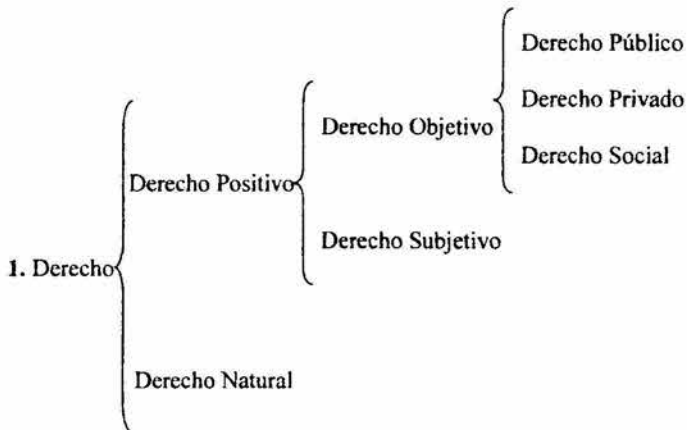 Derecho Público
Derecho Privado
Derecho Objetivo
Derecho Social
Derecho Positivo
Derecho Subjetivo
1. Derecho
Derecho Natural